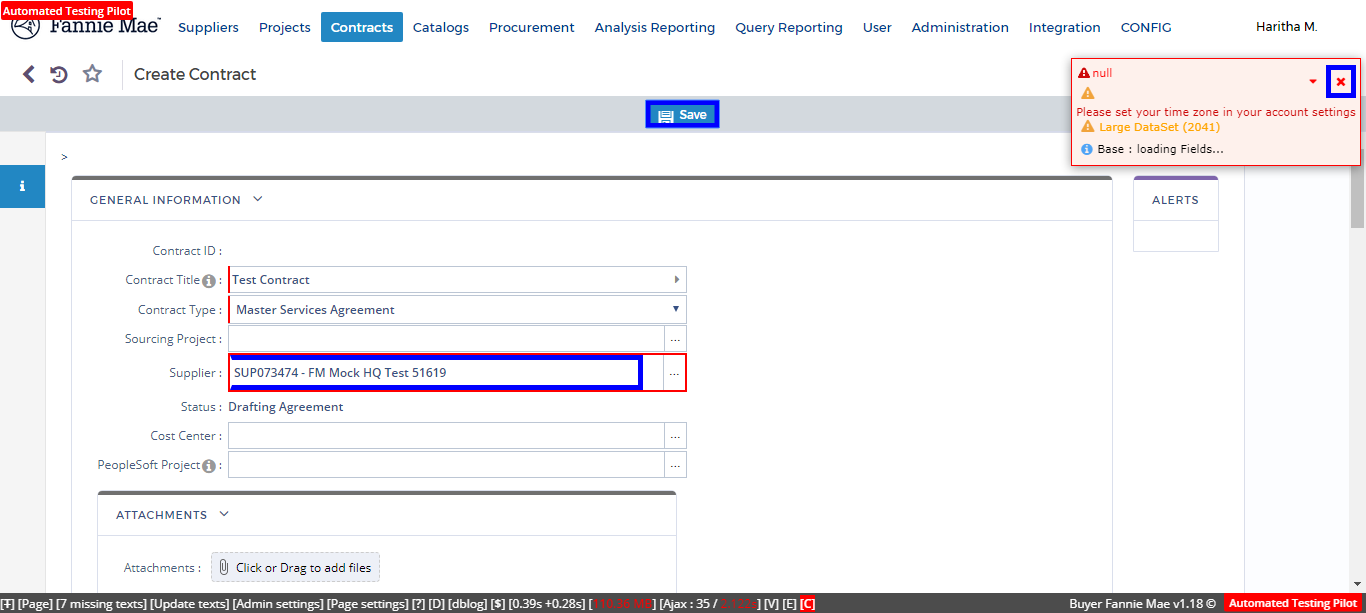 Automated Testing Pilot
Fannie Mae
Suppliers Projects Contracts Catalogs Procurement Analysis Reporting Query Reporting User Administration Integration CONFIG Haritha M.
Create Contract
null
Please set your time zone in your account settings
Large DataSet (2041)
Base : loading Fields...
Save
>
GENERAL INFORMATION
ALERTS
Contract ID :
Contract Title : Test Contract
Contract Type : Master Services Agreement
Sourcing Project : ...
Supplier : SUP073474 - FM Mock HQ Test 51619 ...
Status : Drafting Agreement
Cost Center : ...
PeopleSoft Project : ...
ATTACHMENTS
Attachments : Click or Drag to add files
[Ŧ] [Page] [7 missing texts] [Update texts] [Admin settings] [Page settings] [?] [D] [dblog] [$] [0.39s +0.28s] [Ajax : 35 / ] [V] [E] [C]
Buyer Fannie Mae v1.18 © Automated Testing Pilot